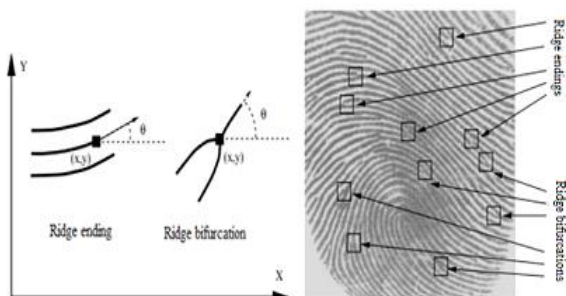 Y
θ
θ
(x,y)
(x,y)
Ridge ending
Ridge bifurcation
X
Ridge endings
Ridge bifurcations